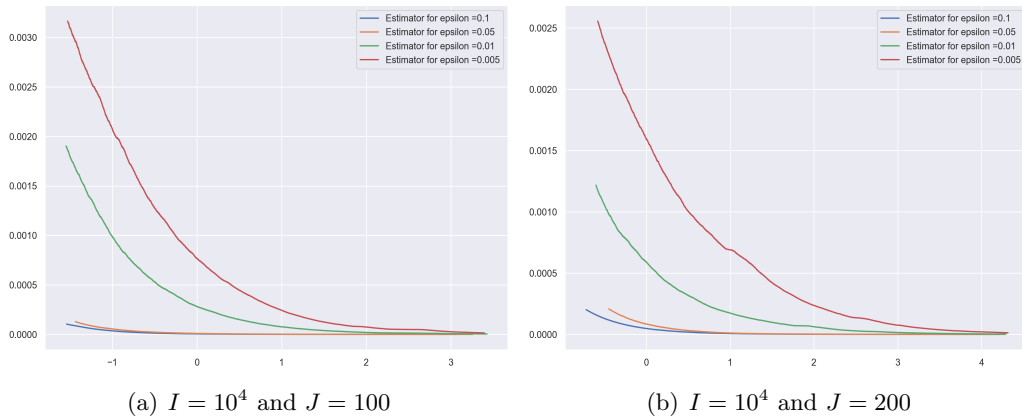 Estimator for epsilon =0.1
Estimator for epsilon =0.05
Estimator for epsilon =0.01
Estimator for epsilon =0.005
0.0030
0.0025
0.0020
0.0015
0.0010
0.0005
0.0000
−1 0 1 2 3
(a) I = 10⁴ and J = 100
Estimator for epsilon =0.1
Estimator for epsilon =0.05
Estimator for epsilon =0.01
Estimator for epsilon =0.005
0.0025
0.0020
0.0015
0.0010
0.0005
0.0000
0 1 2 3 4
(b) I = 10⁴ and J = 200